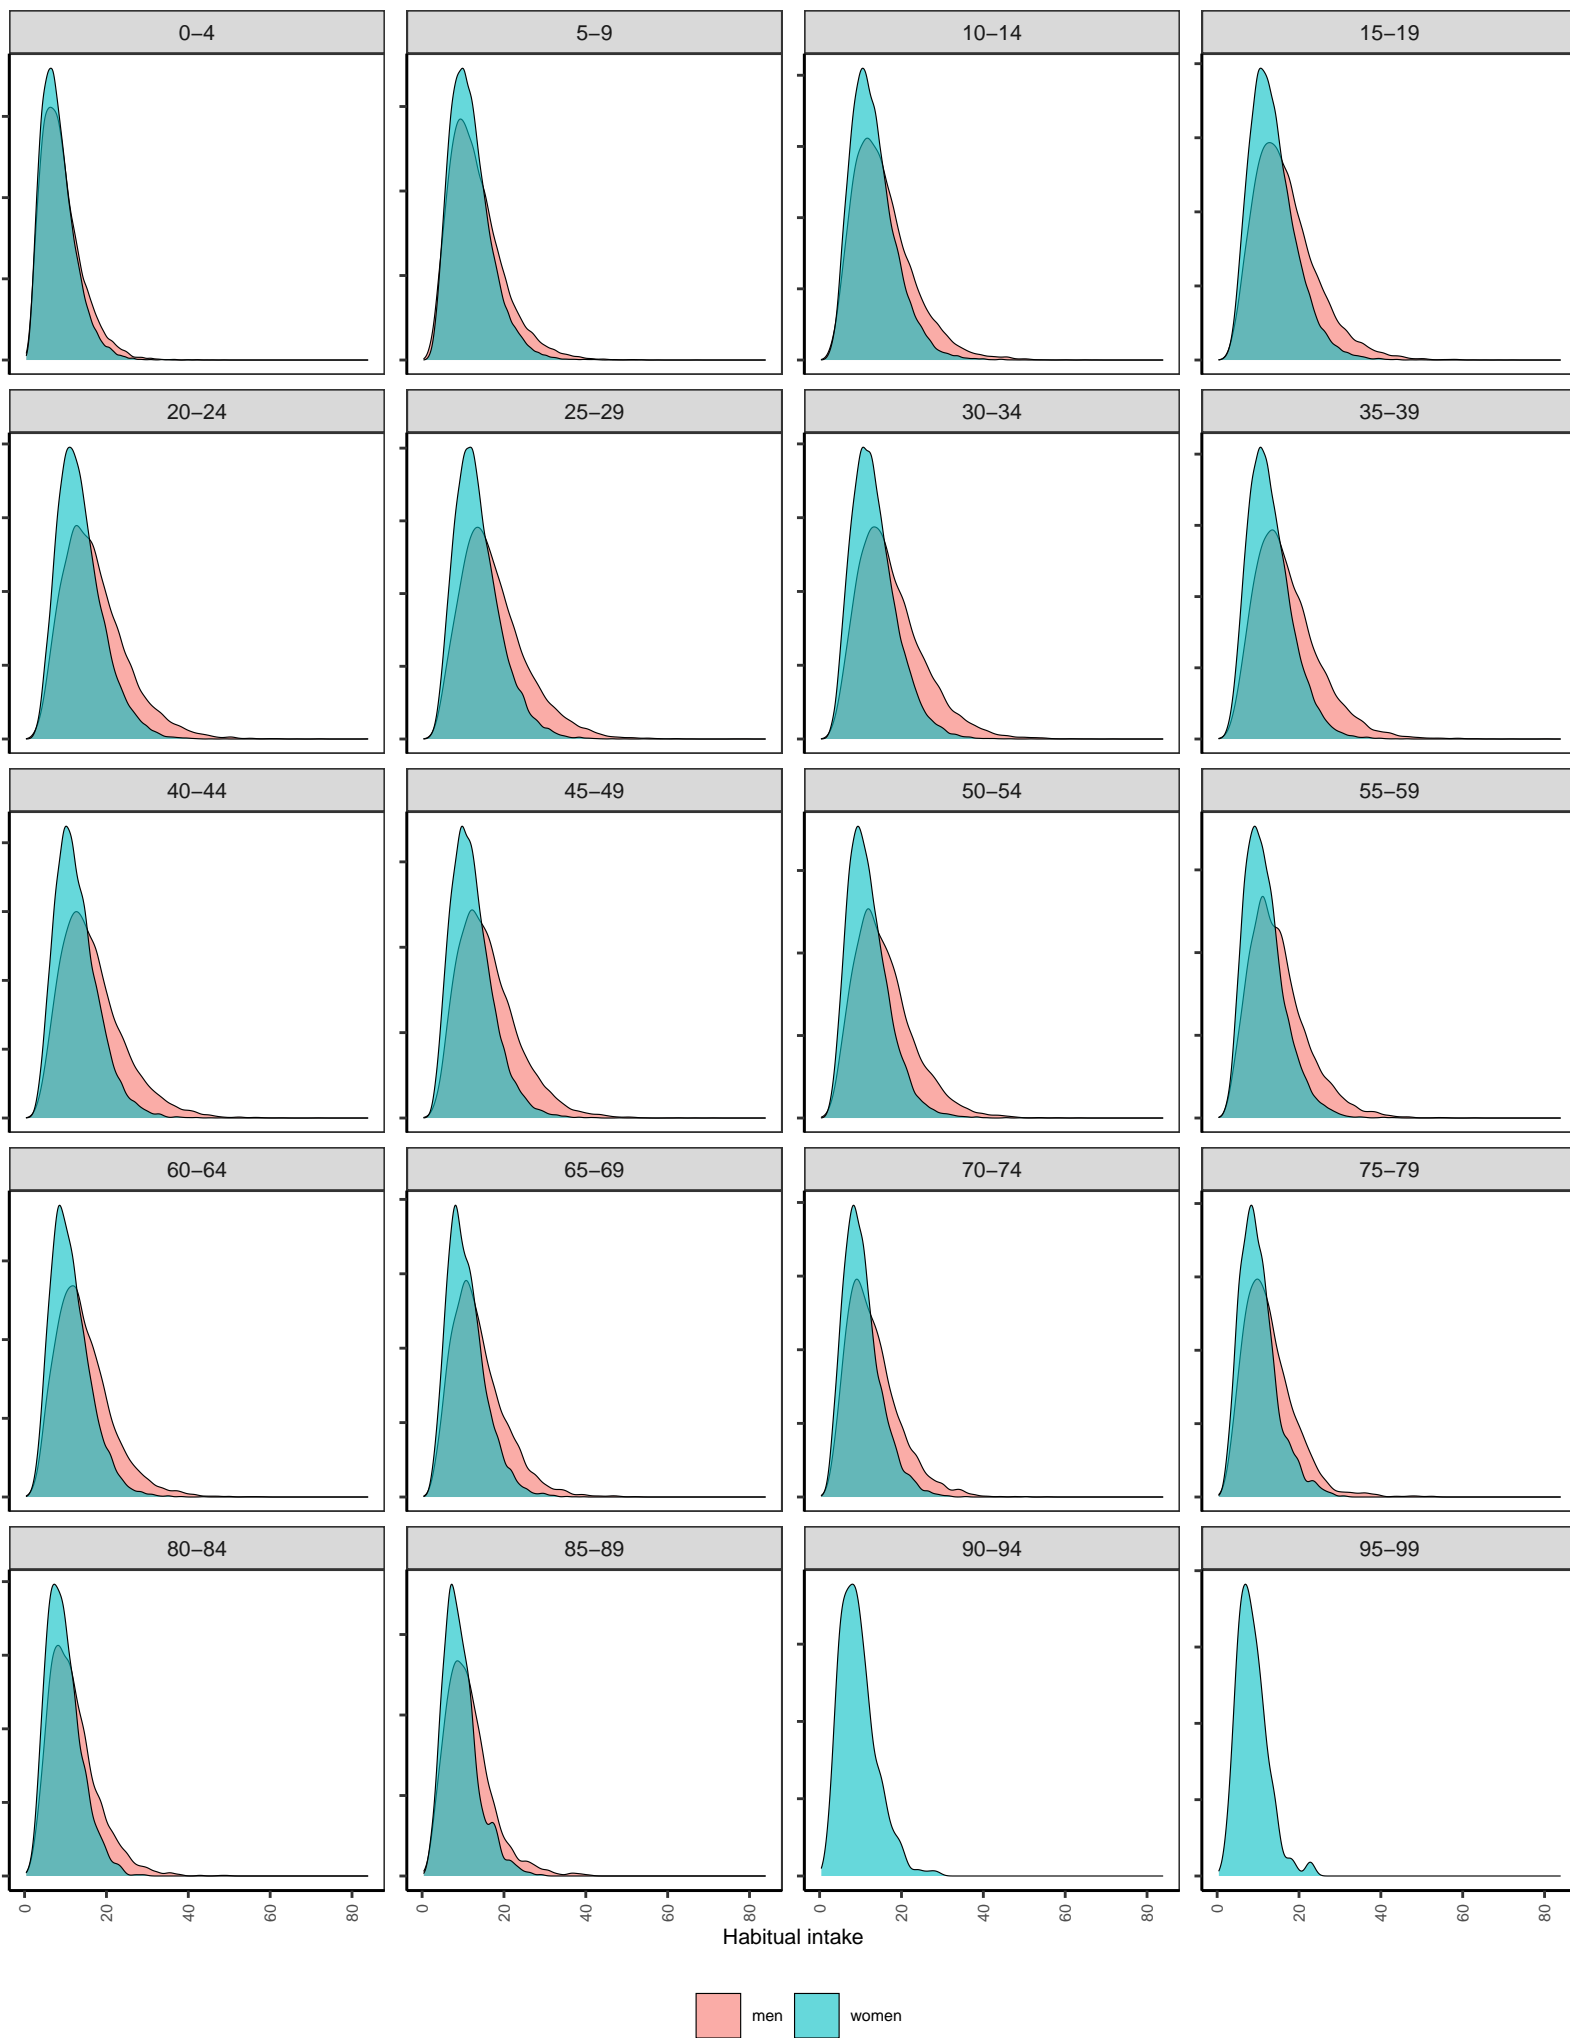 0–4 5–9 10–14 15–19
20–24 25–29 30–34 35–39
40–44 45–49 50–54 55–59
60–64 65–69 70–74 75–79
80–84 85–89 90–94 95–99
0 20 40 60 80 0 20 40 60 80 0 20 40 60 80 0 20 40 60 80
Habitual intake
men women